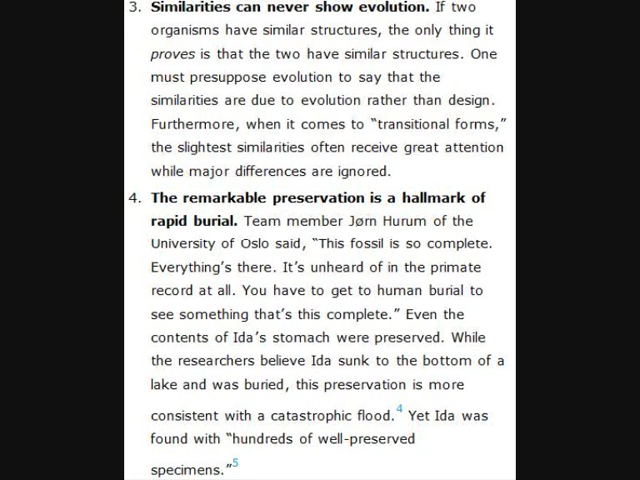 3. Similarities can never show evolution. If two
organisms have similar structures, the only thing it
proves is that the two have similar structures. One
must presuppose evolution to say that the
similarities are due to evolution rather than design.
Furthermore, when it comes to “transitional forms,”
the slightest similarities often receive great attention
while major differences are ignored.
4. The remarkable preservation is a hallmark of
rapid burial. Team member Jørn Hurum of the
University of Oslo said, “This fossil is so complete.
Everything’s there. It’s unheard of in the primate
record at all. You have to get to human burial to
see something that’s this complete.” Even the
contents of Ida’s stomach were preserved. While
the researchers believe Ida sunk to the bottom of a
lake and was buried, this preservation is more
consistent with a catastrophic flood.4 Yet Ida was
found with “hundreds of well-preserved
specimens.”5